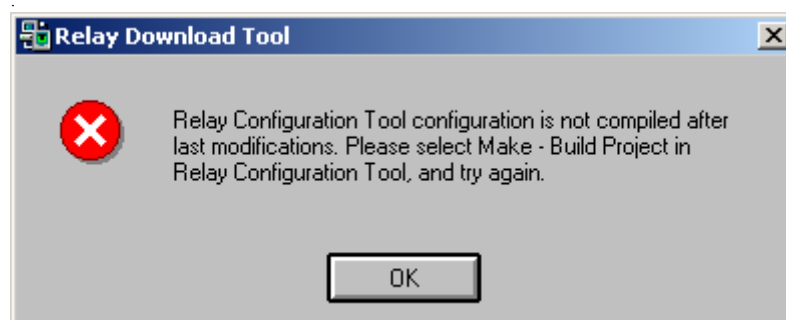 Relay Download Tool
Relay Configuration Tool configuration is not compiled after
last modifications. Please select Make - Build Project in
Relay Configuration Tool, and try again.
OK